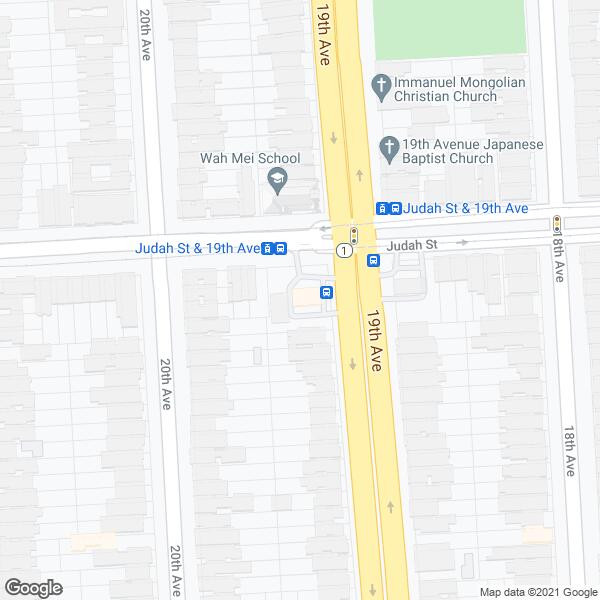 20th Ave
19th Ave
Immanuel Mongolian
Christian Church
19th Avenue Japanese
Baptist Church
Wah Mei School
Judah St & 19th Ave
Judah St & 19th Ave
Judah St
1
18th Ave
19th Ave
20th Ave
18th Ave
20th Ave
Google
Map data ©2021 Google